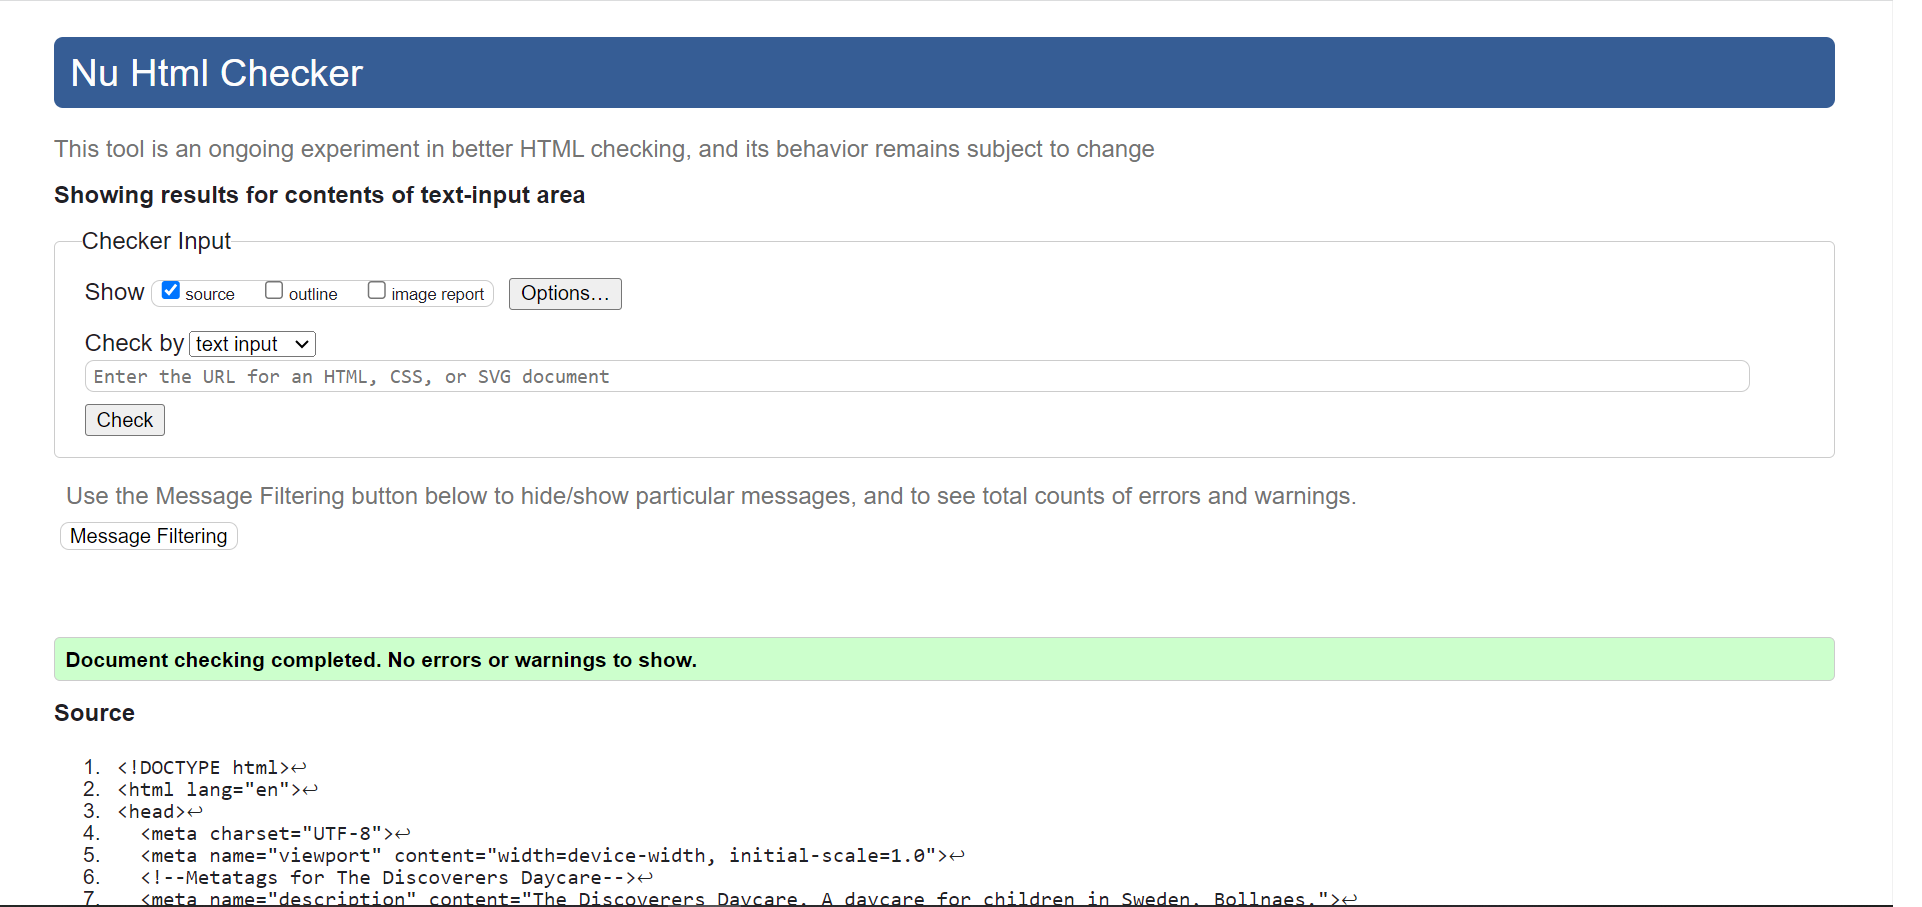 Nu Html Checker
This tool is an ongoing experiment in better HTML checking, and its behavior remains subject to change
Showing results for contents of text-input area
Checker Input
Show source outline image report Options...
Check by text input
Enter the URL for an HTML, CSS, or SVG document
Check
Use the Message Filtering button below to hide/show particular messages, and to see total counts of errors and warnings.
Message Filtering
Document checking completed. No errors or warnings to show.
Source
1. <!DOCTYPE html>↩
2. <html lang="en">↩
3. <head>↩
4. <meta charset="UTF-8">↩
5. <meta name="viewport" content="width=device-width, initial-scale=1.0">↩
6. <!--Metatags for The Discoverers Daycare-->↩
7. <meta name="description" content="The Discoverers Daycare. A daycare for children in Sweden, Bollnaes.">↩